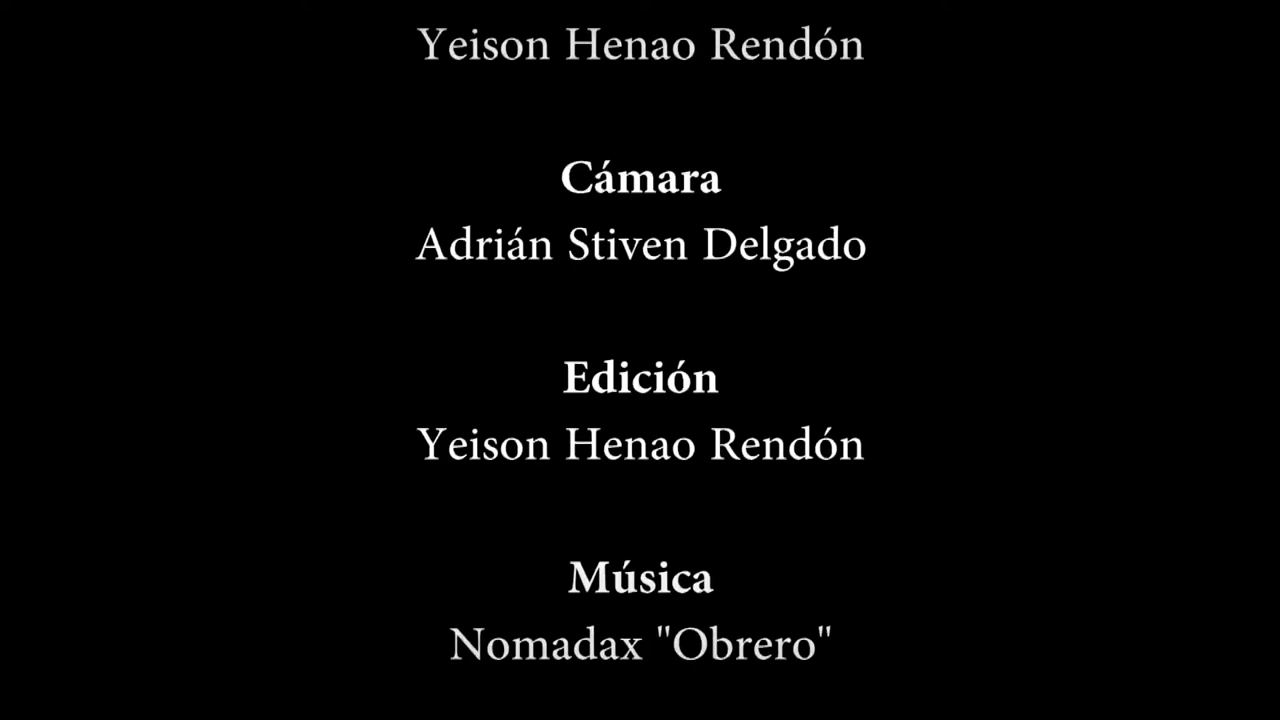 Yeison Henao Rendón
Cámara
Adrián Stiven Delgado
Edición
Yeison Henao Rendón
Música
Nomadax "Obrero"